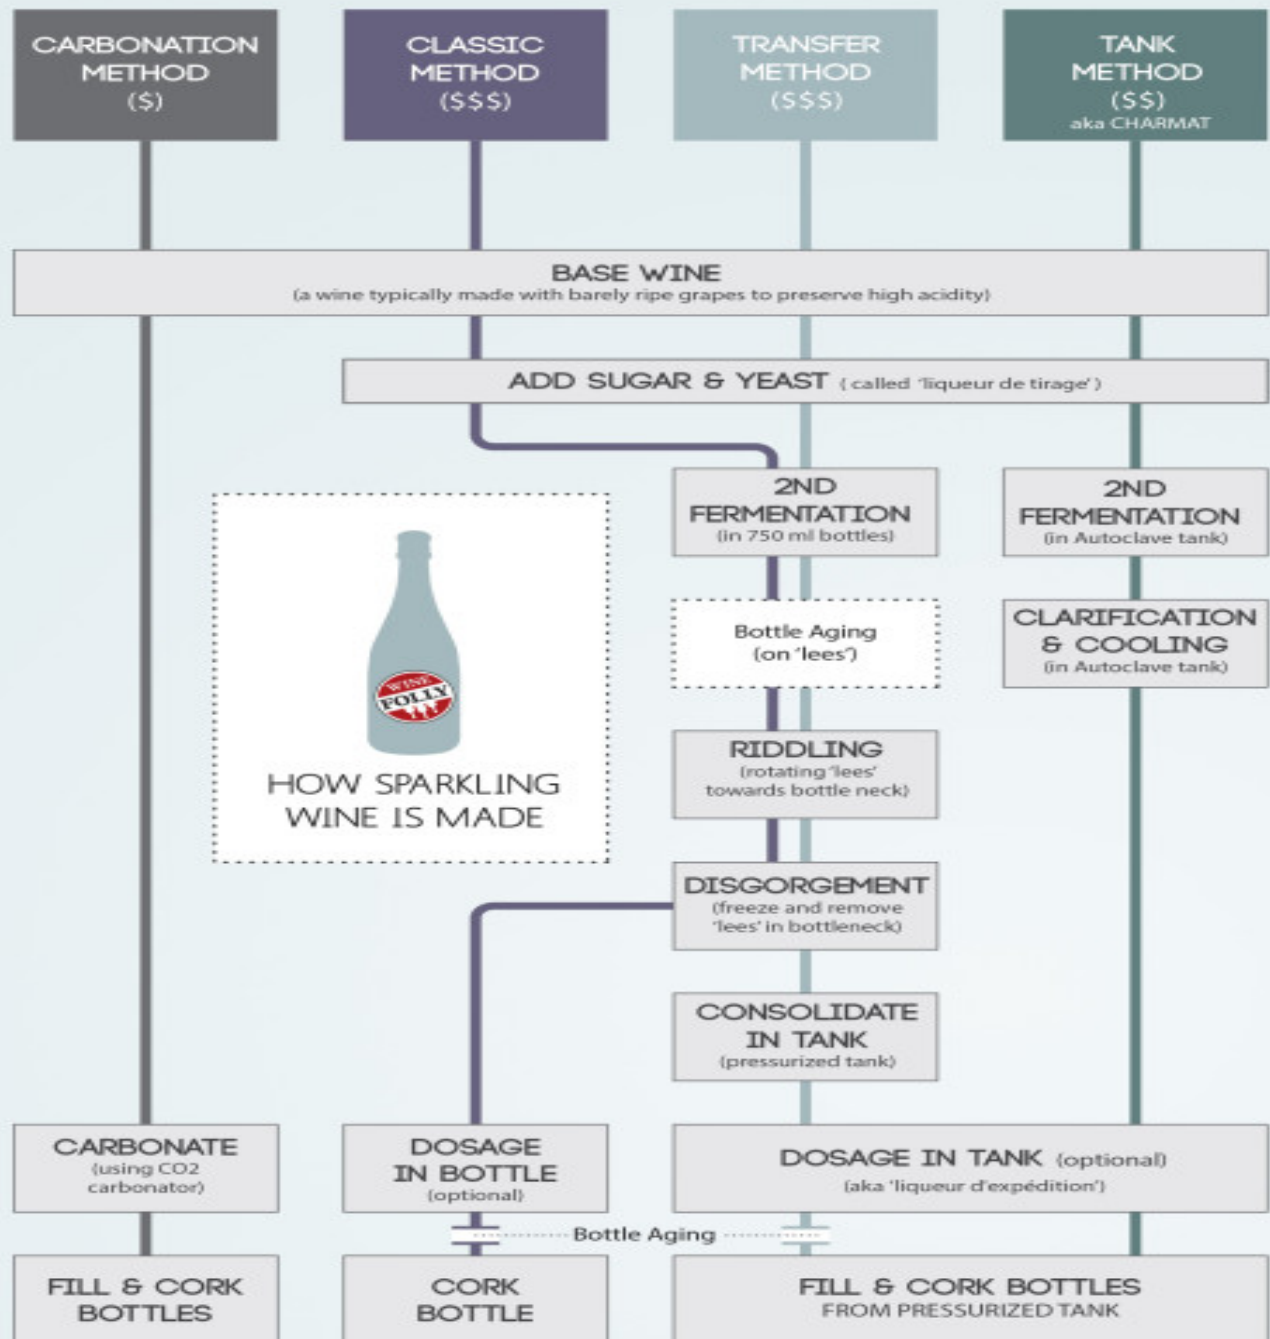 CARBONATION
METHOD
($)
CLASSIC
METHOD
($$$)
TRANSFER
METHOD
($$$)
TANK
METHOD
($$)
aka CHARMAT
BASE WINE
(a wine typically made with barely ripe grapes to preserve high acidity)
ADD SUGAR & YEAST ( called 'liqueur de tirage' )
2ND
FERMENTATION
(in 750 ml bottles)
2ND
FERMENTATION
(in Autoclave tank)
Bottle Aging
(on 'lees')
CLARIFICATION
& COOLING
(in Autoclave tank)
WINE
FOLLY
HOW SPARKLING
WINE IS MADE
RIDDLING
(rotating 'lees'
towards bottle neck)
DISGORGEMENT
(freeze and remove
'lees' in bottleneck)
CONSOLIDATE
IN TANK
(pressurized tank)
CARBONATE
(using CO2
carbonator)
DOSAGE
IN BOTTLE
(optional)
DOSAGE IN TANK (optional)
(aka 'liqueur d'expédition')
Bottle Aging
FILL & CORK
BOTTLES
CORK
BOTTLE
FILL & CORK BOTTLES
FROM PRESSURIZED TANK